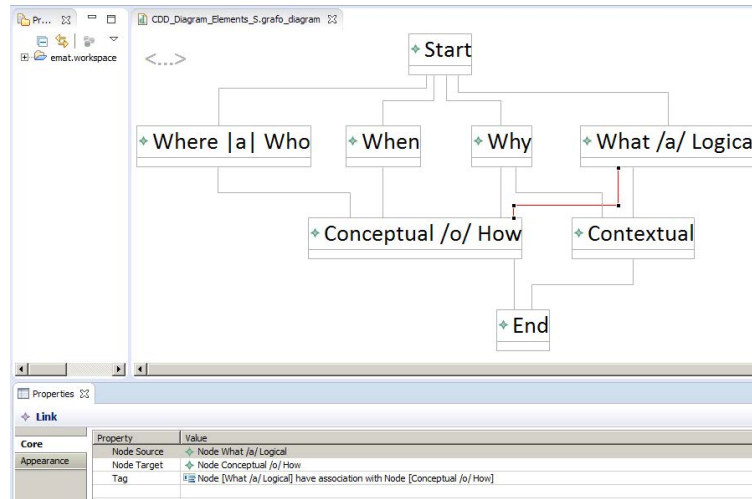 Pr...
CDD_Diagram_Elements_S.grafo_diagram
emat.workspace
<...>
Start
Where |a| Who
When
Why
What /a/ Logical
Conceptual /o/ How
Contextual
End
Properties
Link
Core
Appearance
Property Value
Node Source Node What /a/ Logical
Node Target Node Conceptual /o/ How
Tag Node [What /a/ Logical] have association with Node [Conceptual /o/ How]